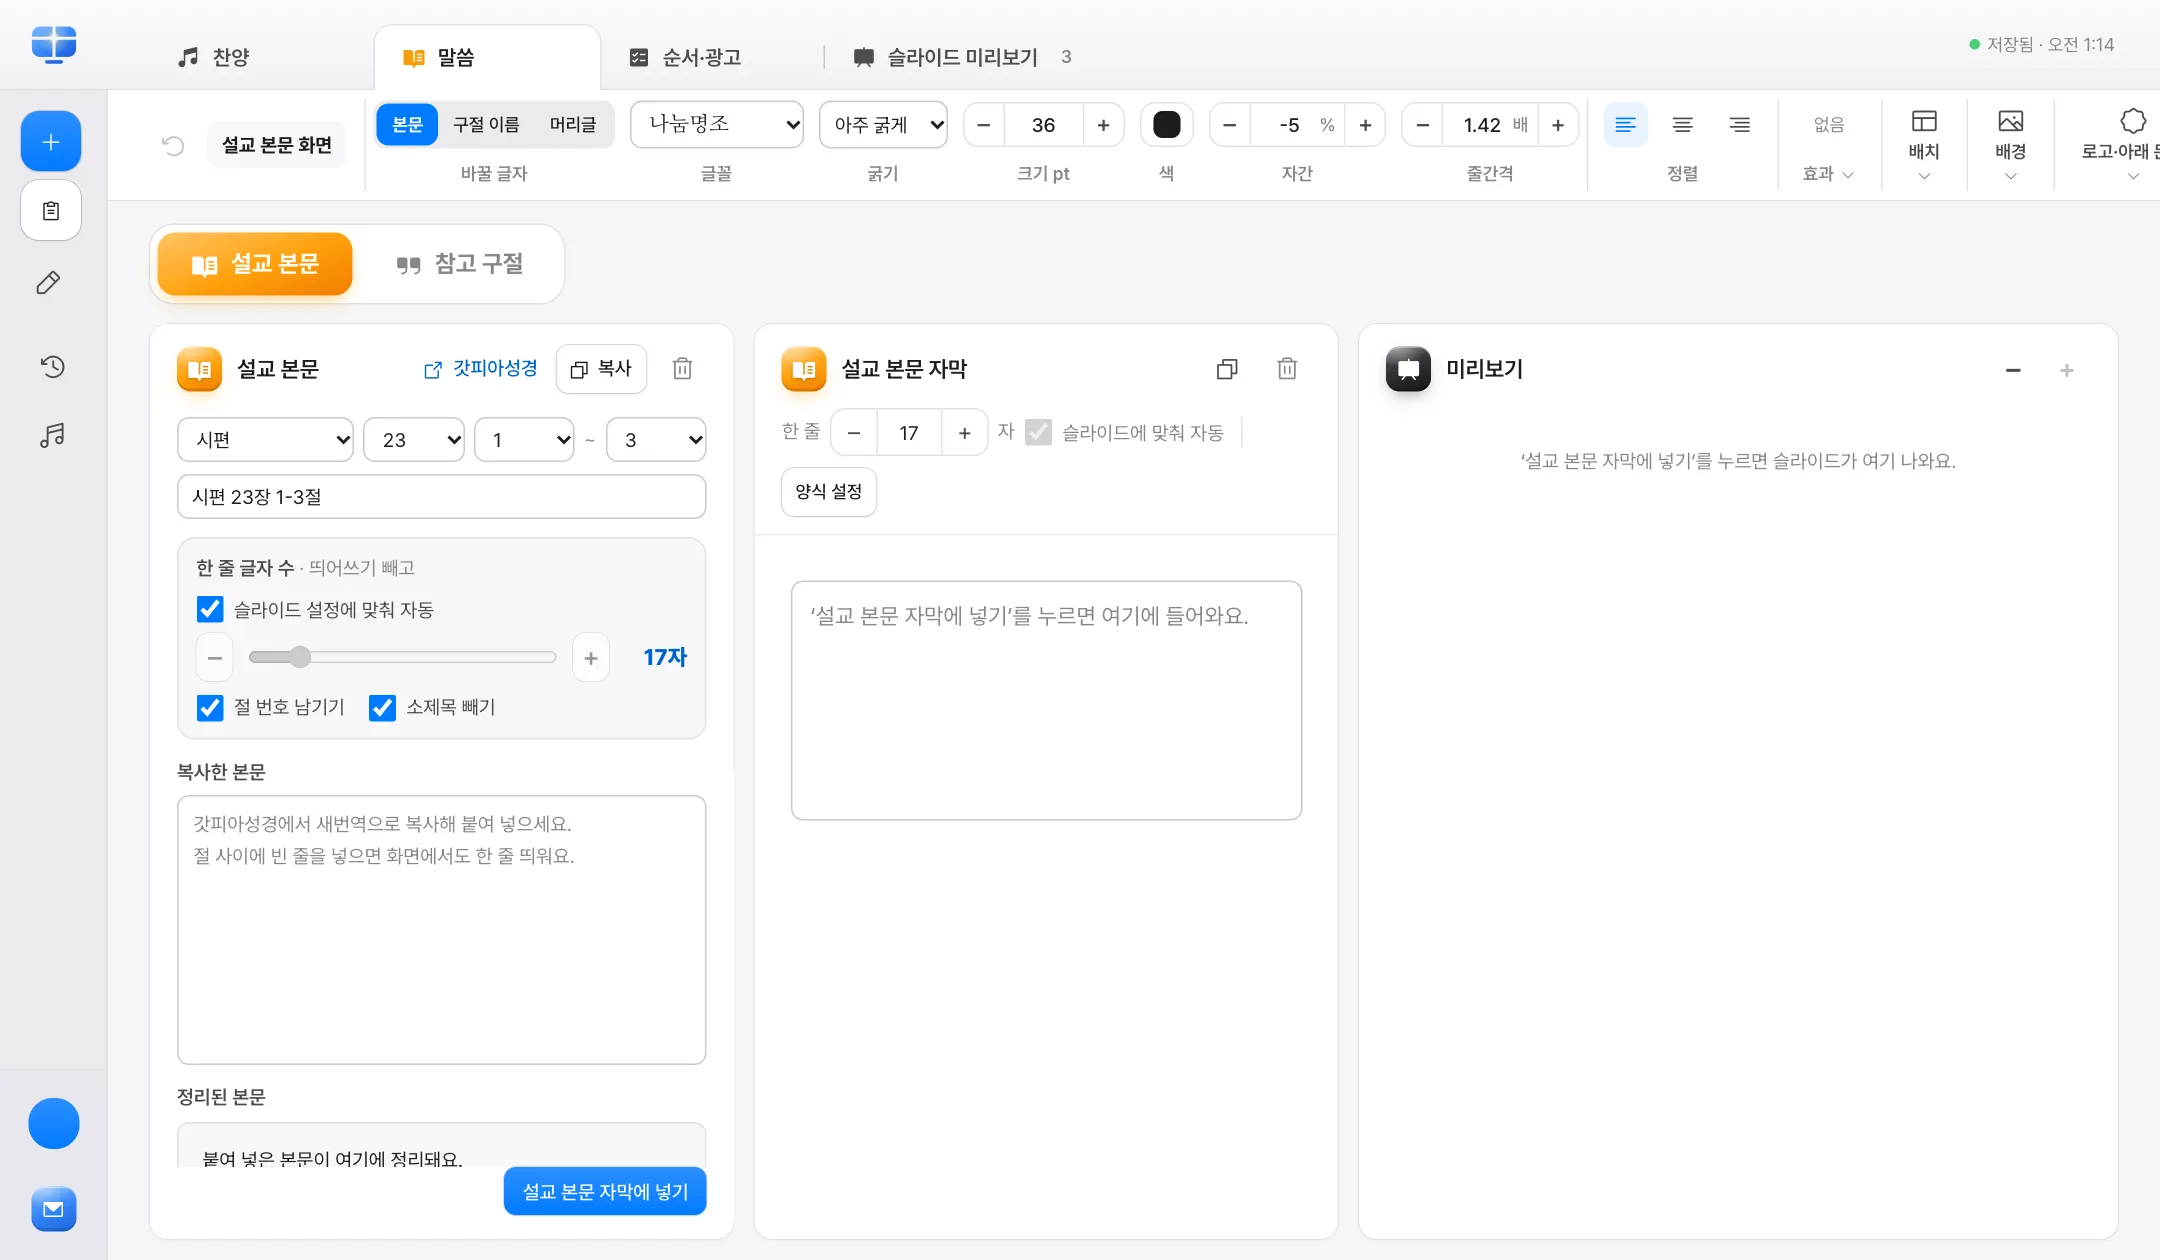 찬양
말씀
순서·광고
슬라이드 미리보기 3
저장됨 · 오전 1:14
설교 본문 화면
본문 구절 이름 머리글
바꿀 글자
나눔명조
글꼴
아주 굵게
굵기
− 36 +
크기 pt
색
− -5 % +
자간
− 1.42 배 +
줄간격
정렬
없음
효과
배치
배경
로고·아래
설교 본문
참고 구절
설교 본문
갓피아성경
복사
시편 23 1 ~ 3
시편 23장 1-3절
한 줄 글자 수 · 띄어쓰기 빼고
슬라이드 설정에 맞춰 자동
− + 17자
절 번호 남기기 소제목 빼기
복사한 본문
갓피아성경에서 새번역으로 복사해 붙여 넣으세요.
절 사이에 빈 줄을 넣으면 화면에서도 한 줄 띄워요.
정리된 본문
붙여 넣은 본문이 여기에 정리돼요.
설교 본문 자막에 넣기
설교 본문 자막
한 줄 − 17 + 자 슬라이드에 맞춰 자동
양식 설정
‘설교 본문 자막에 넣기’를 누르면 여기에 들어와요.
미리보기
− +
‘설교 본문 자막에 넣기’를 누르면 슬라이드가 여기 나와요.